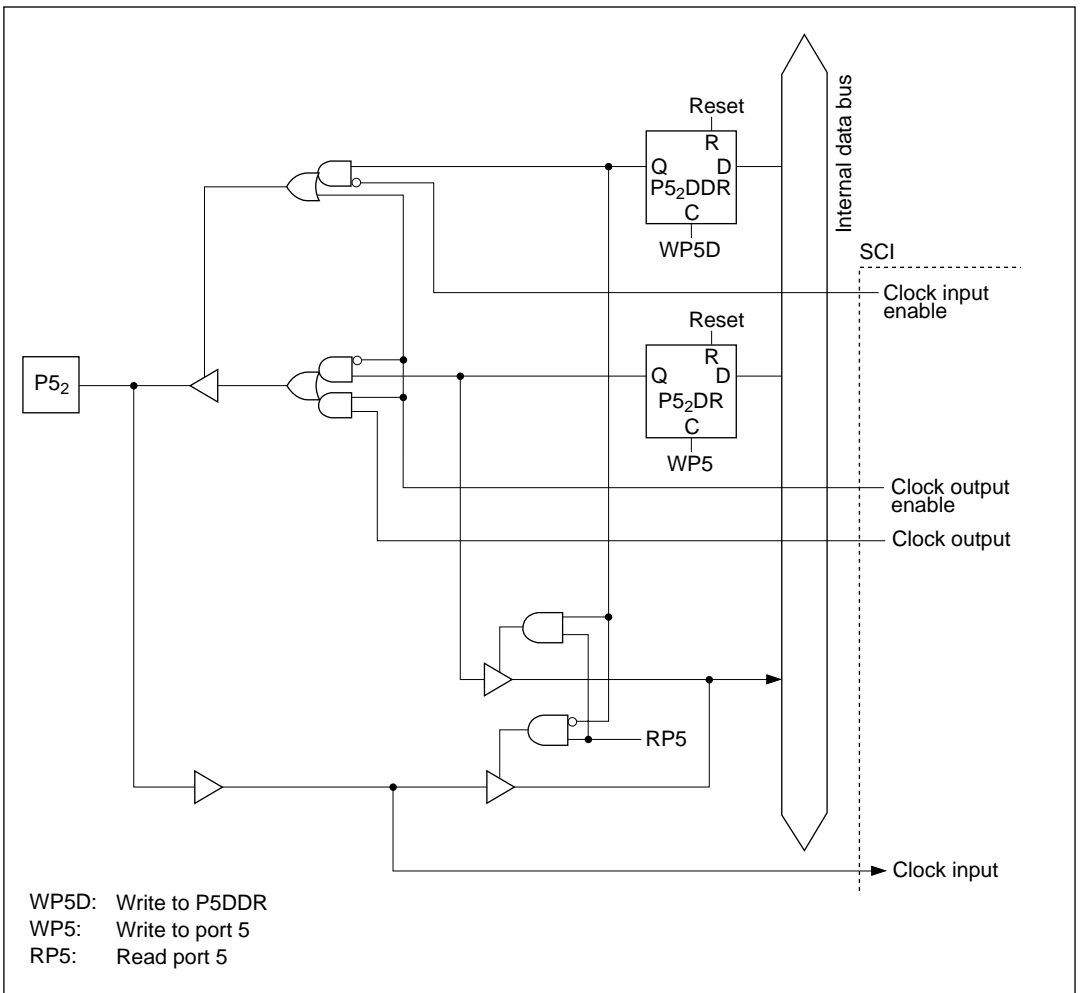 Reset
R
Q D
P5₂DDR
C
WP5D
Internal data bus
SCI
Clock input
enable
Reset
R
Q D
P5₂DR
C
WP5
P5₂
Clock output
enable
Clock output
RP5
Clock input
WP5D: Write to P5DDR
WP5: Write to port 5
RP5: Read port 5